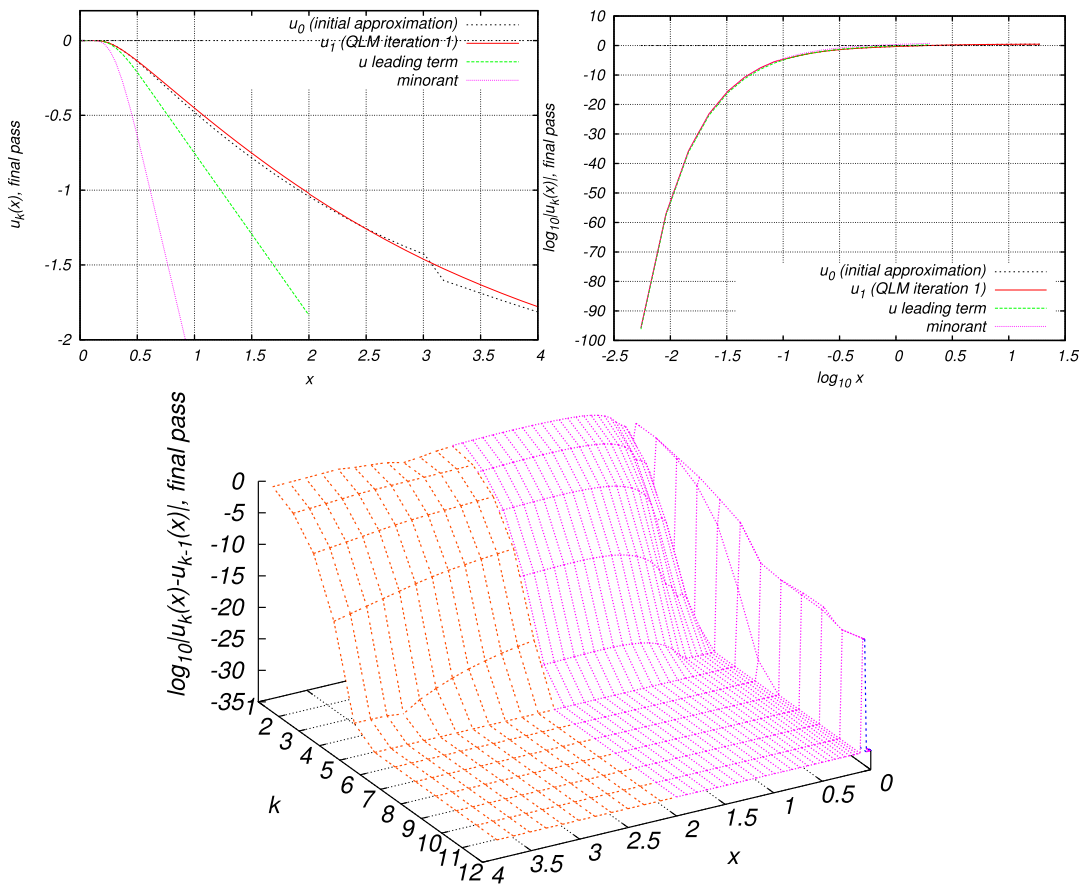 0
-0.5
-1
-1.5
-2
0 0.5 1 1.5 2 2.5 3 3.5 4
x
u_k(x), final pass
u_0 (initial approximation)
u_1 (QLM iteration 1)
u leading term
minorant
10
0
-10
-20
-30
-40
-50
-60
-70
-80
-90
-100
-2.5 -2 -1.5 -1 -0.5 0 0.5 1 1.5
log_10 x
log_10|u_k(x)|, final pass
u_0 (initial approximation)
u_1 (QLM iteration 1)
u leading term
minorant
log_10|u_k(x)-u_k-1(x)|, final pass
0
-5
-10
-15
-20
-25
-30
-35
1 2 3 4 5 6 7 8 9 10 11 12
k
4 3.5 3 2.5 2 1.5 1 0.5 0
x